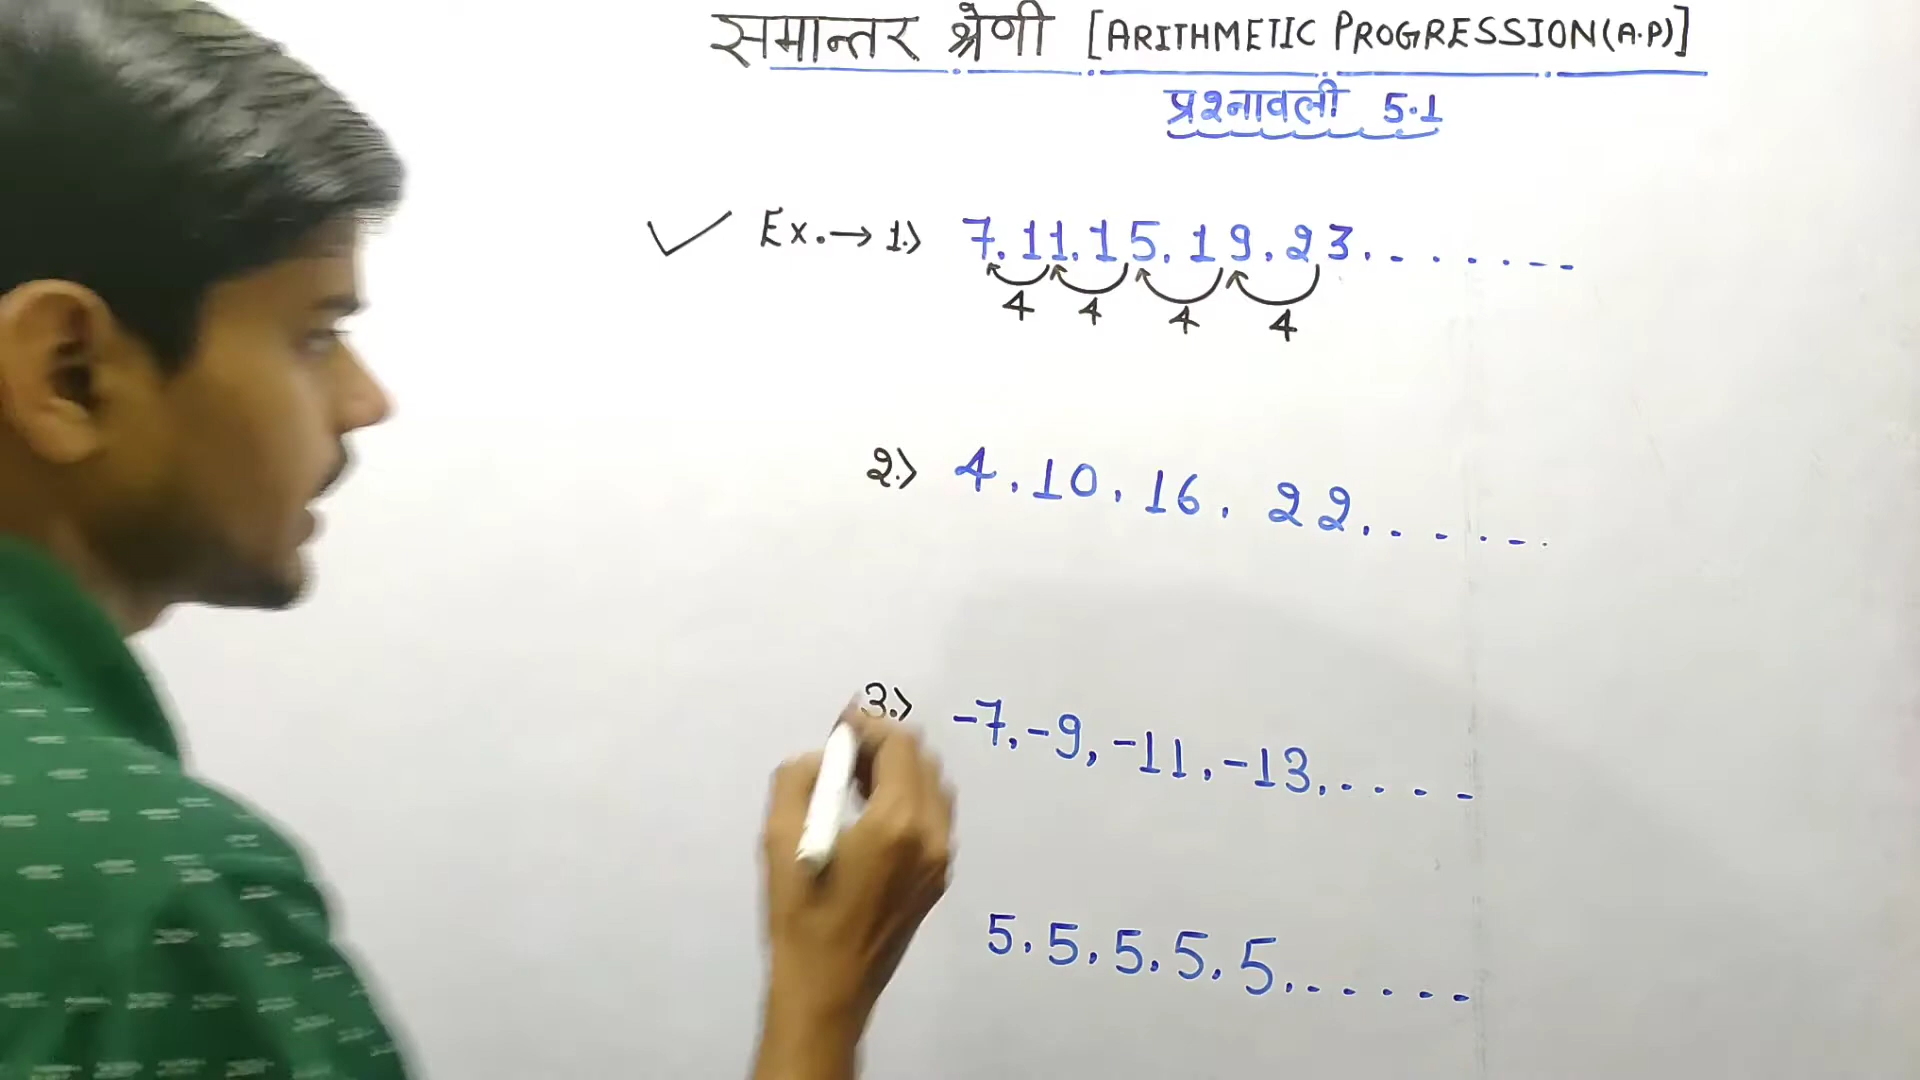 समान्तर श्रेणी [ARITHMETIC PROGRESSION(A.P)]
प्रश्नावली 5.1
Ex.→ 1.) 7, 11, 15, 19, 23.......
4 4 4 4
2.) 4, 10, 16, 22.......
3.) -7, -9, -11, -13,....
5, 5, 5, 5, 5......